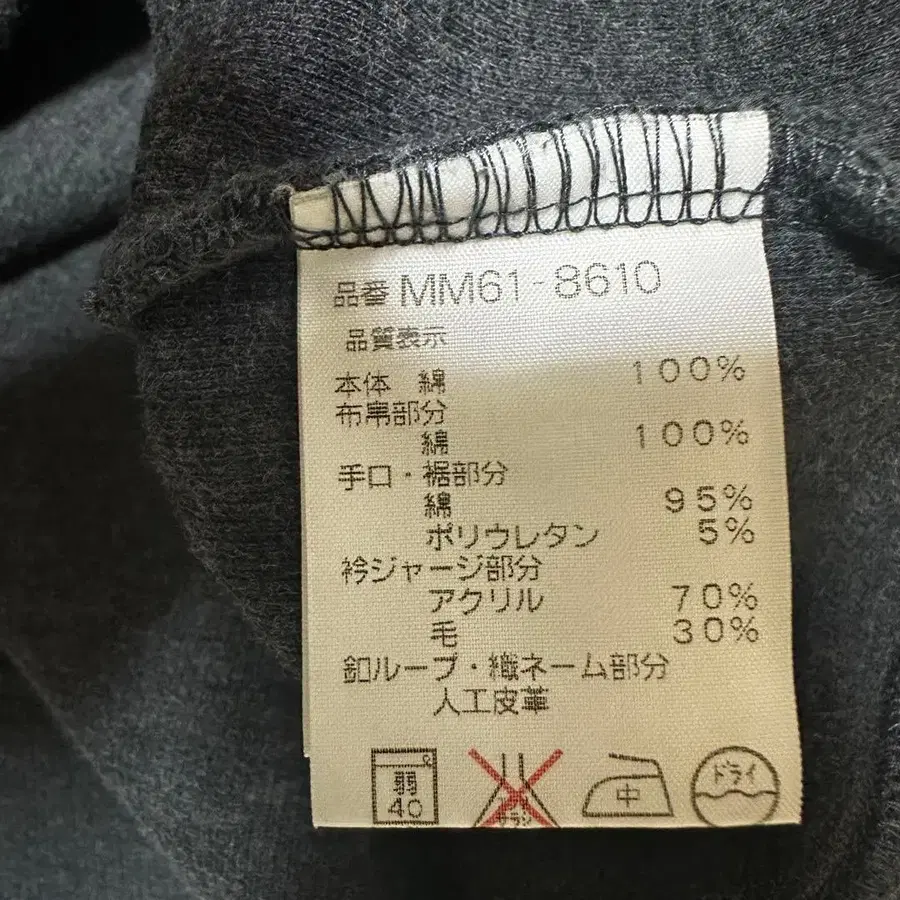 品番 MM61-8610
品質表示
本体 綿 100%
布帛部分
綿 100%
手口・裾部分
綿 95%
ポリウレタン 5%
衿ジャージ部分
アクリル 70%
毛 30%
釦ループ・織ネーム部分
人工皮革
弱
40
中
ドライ